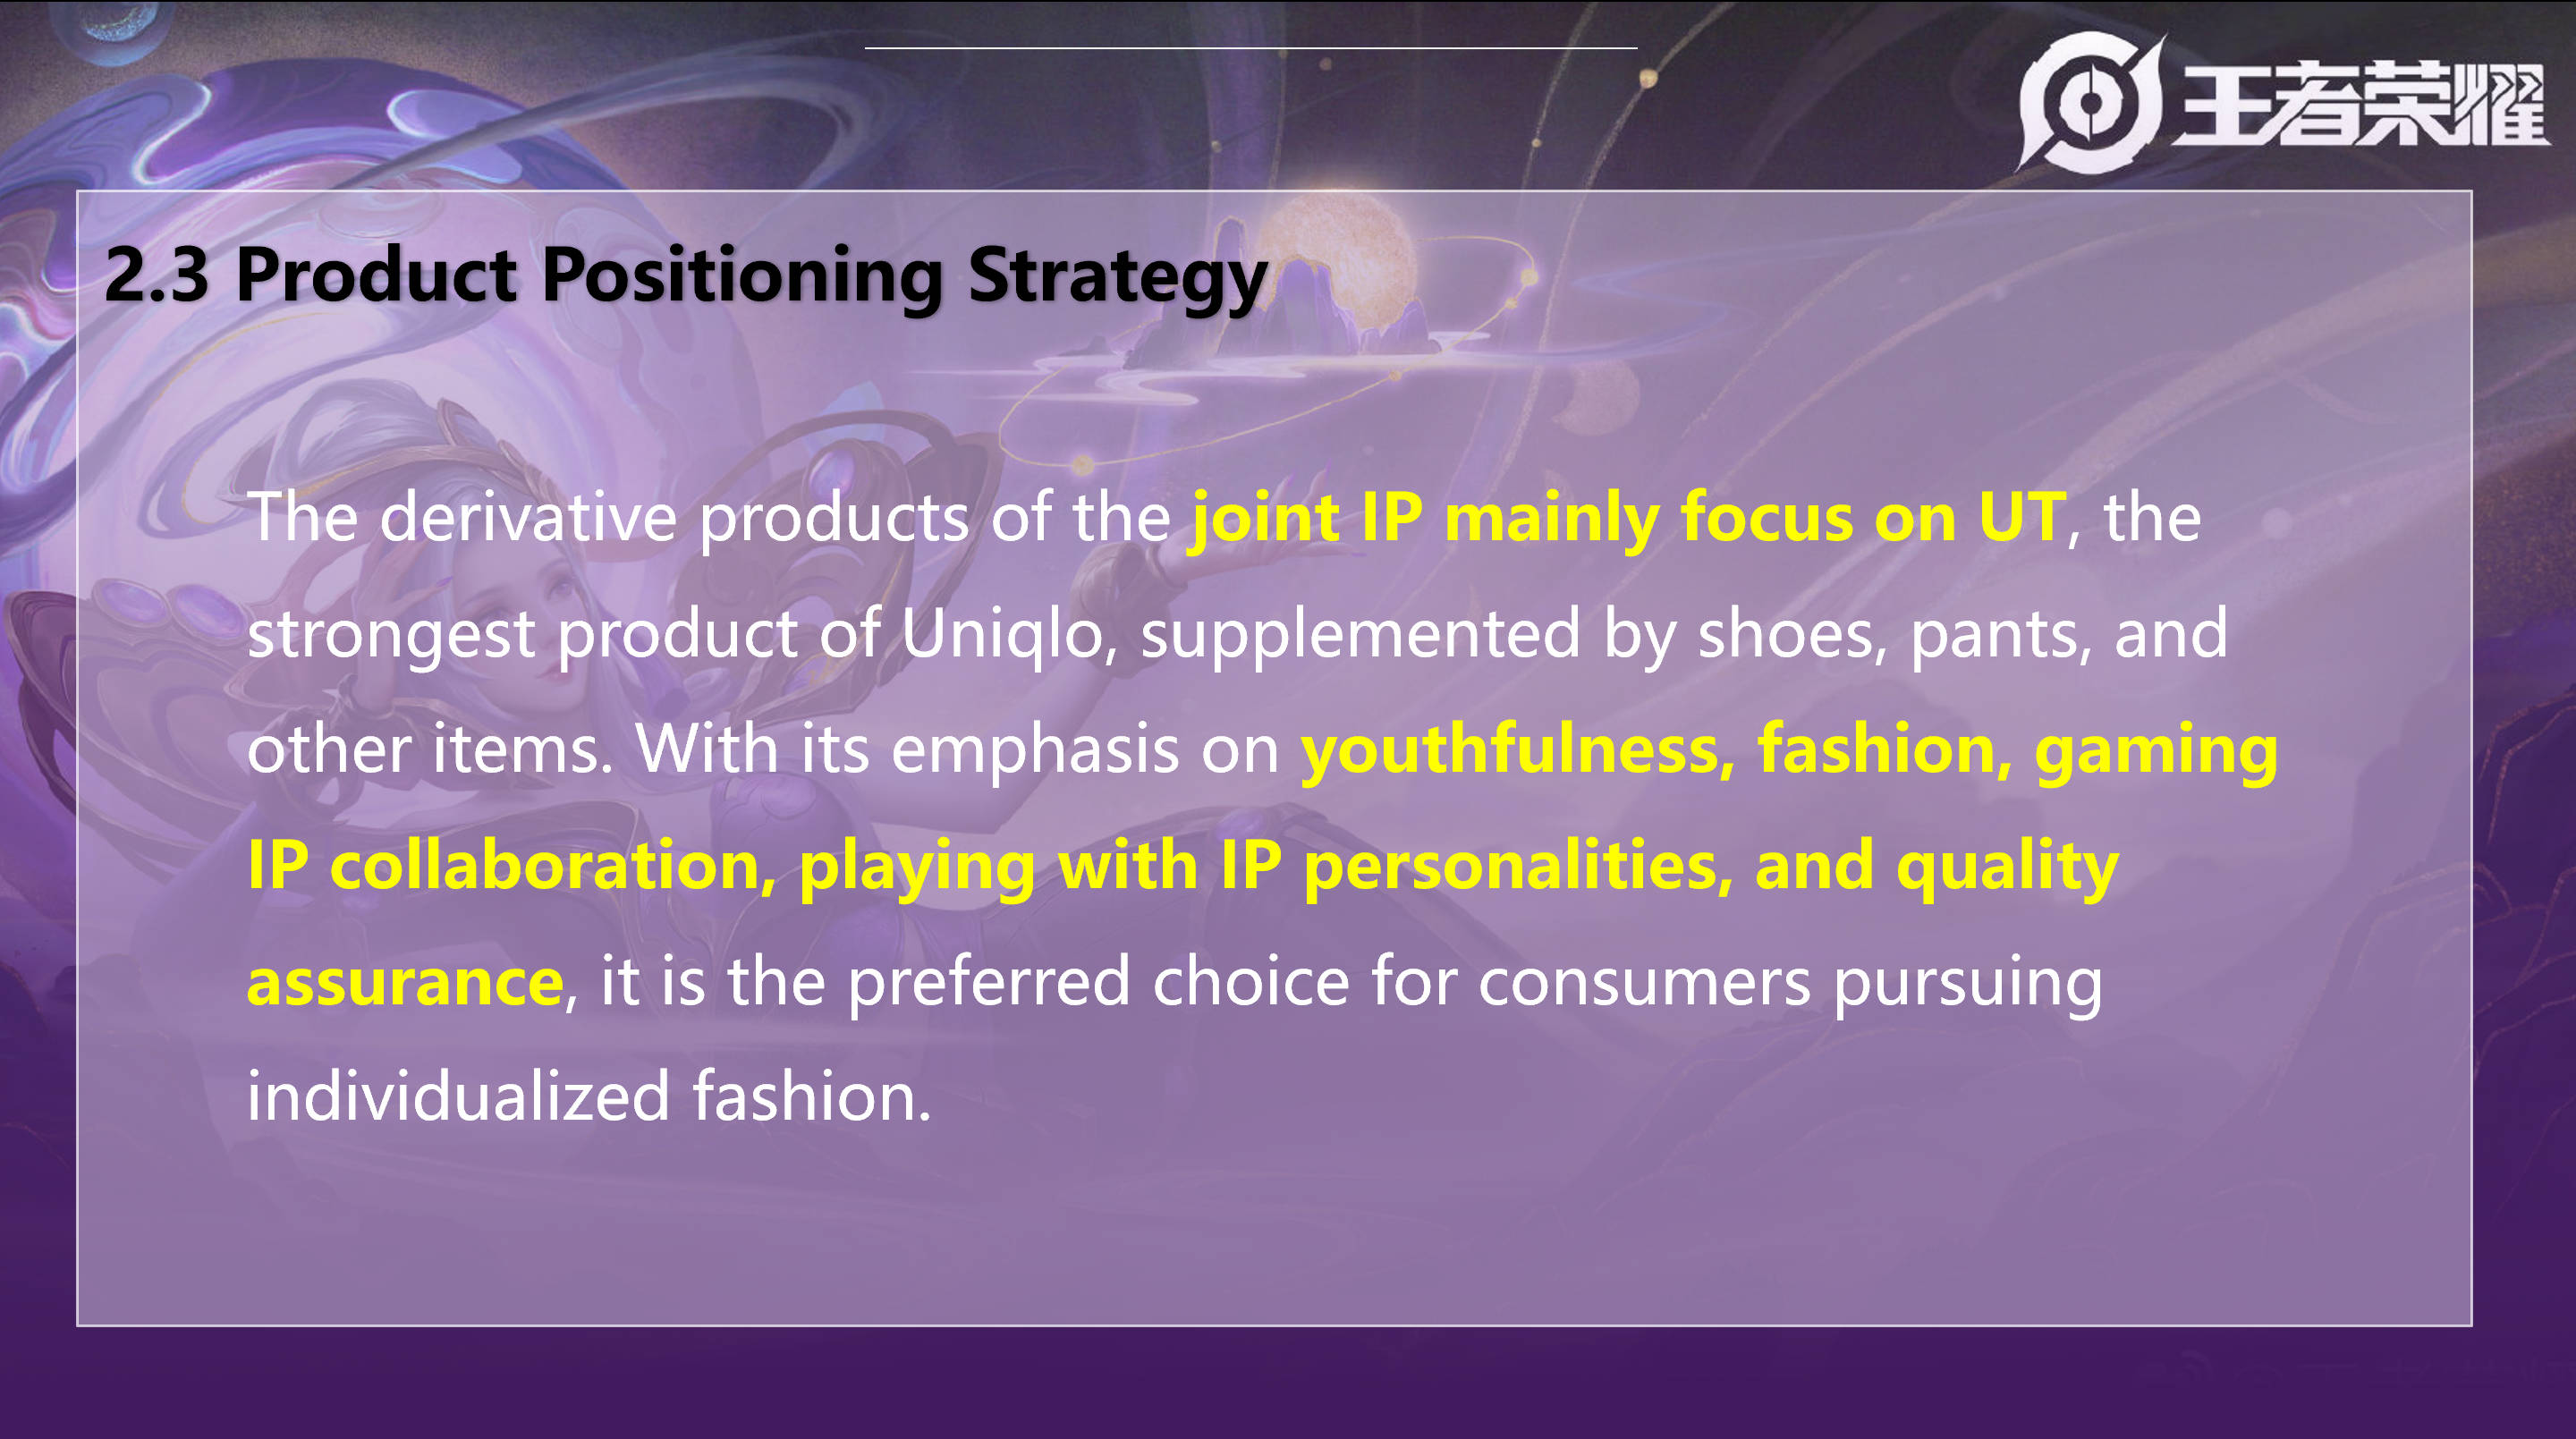 王者荣耀
2.3 Product Positioning Strategy
The derivative products of the joint IP mainly focus on UT, the
strongest product of Uniqlo, supplemented by shoes, pants, and
other items. With its emphasis on youthfulness, fashion, gaming
IP collaboration, playing with IP personalities, and quality
assurance, it is the preferred choice for consumers pursuing
individualized fashion.